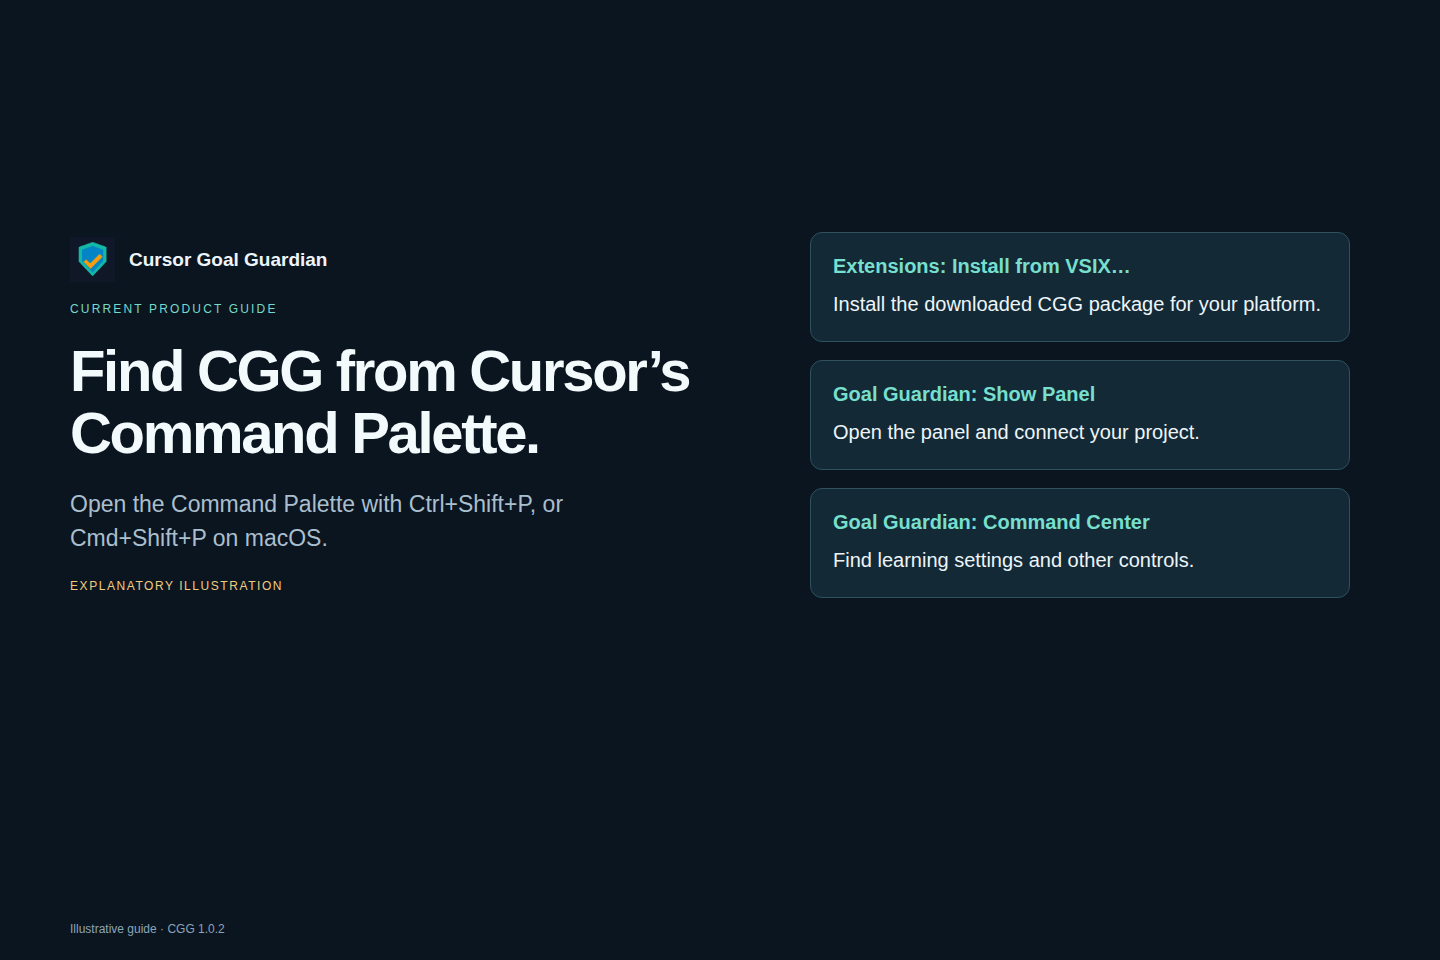 Cursor Goal Guardian
CURRENT PRODUCT GUIDE
Find CGG from Cursor’s
Command Palette.
Open the Command Palette with Ctrl+Shift+P, or
Cmd+Shift+P on macOS.
EXPLANATORY ILLUSTRATION
Extensions: Install from VSIX…
Install the downloaded CGG package for your platform.
Goal Guardian: Show Panel
Open the panel and connect your project.
Goal Guardian: Command Center
Find learning settings and other controls.
Illustrative guide · CGG 1.0.2